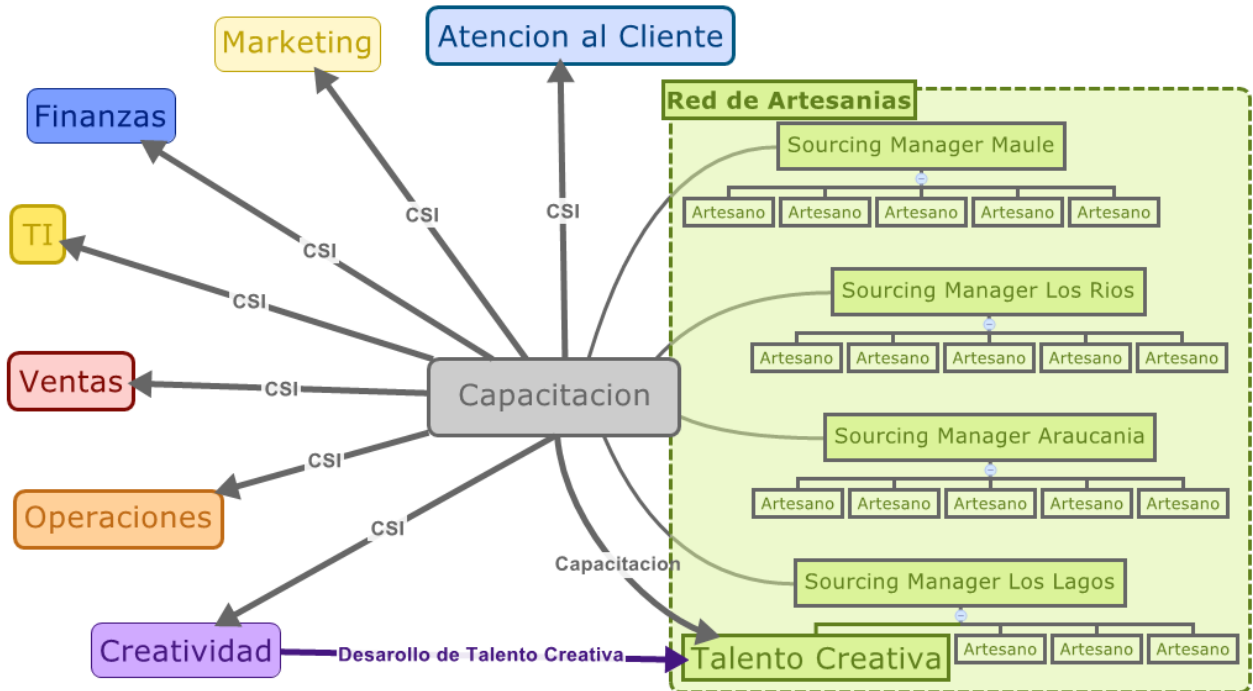 Marketing
Atencion al Cliente
Finanzas
Red de Artesanias
Sourcing Manager Maule
CSI
CSI
Artesano Artesano Artesano Artesano Artesano
TI
CSI
CSI
Sourcing Manager Los Rios
Artesano Artesano Artesano Artesano Artesano
Ventas
CSI
Capacitacion
Sourcing Manager Araucania
CSI
Artesano Artesano Artesano Artesano Artesano
Operaciones
CSI
Capacitacion
Sourcing Manager Los Lagos
Creatividad
Desarollo de Talento Creativa
Talento Creativa
Artesano Artesano Artesano